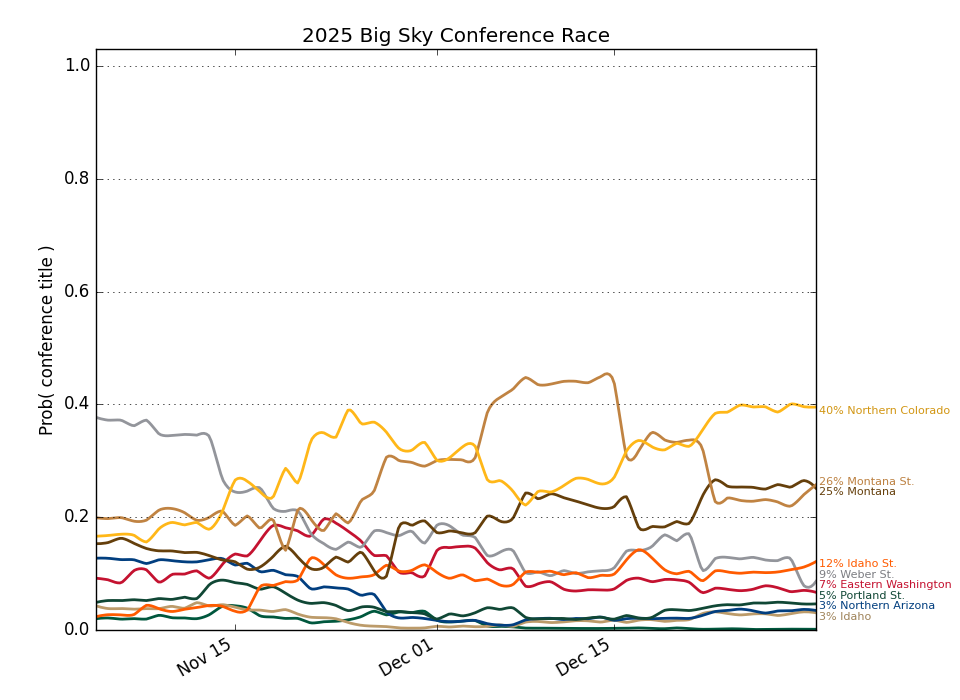 2025 Big Sky Conference Race
Prob( conference title )
1.0
0.8
0.6
0.4
0.2
0.0
Nov 15
Dec 01
Dec 15
40% Northern Colorado
26% Montana St.
25% Montana
12% Idaho St.
9% Weber St.
7% Eastern Washington
5% Portland St.
3% Northern Arizona
3% Idaho